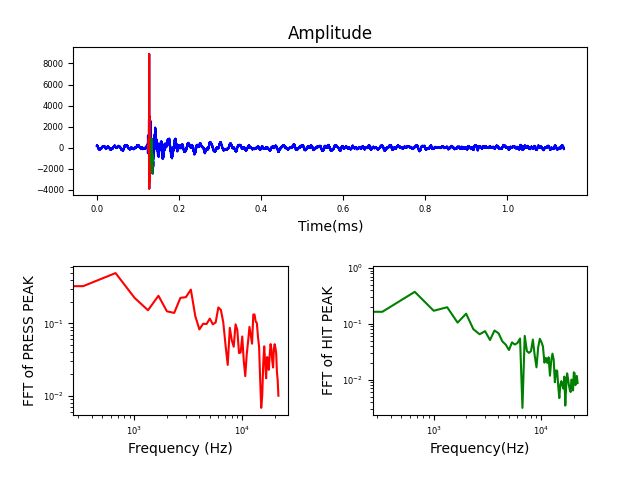 Amplitude
8000
6000
4000
2000
0
−2000
−4000
0.0 0.2 0.4 0.6 0.8 1.0
Time(ms)
FFT of PRESS PEAK
10⁻¹
10⁻²
10³ 10⁴
Frequency (Hz)
FFT of HIT PEAK
10⁰
10⁻¹
10⁻²
10³ 10⁴
Frequency(Hz)